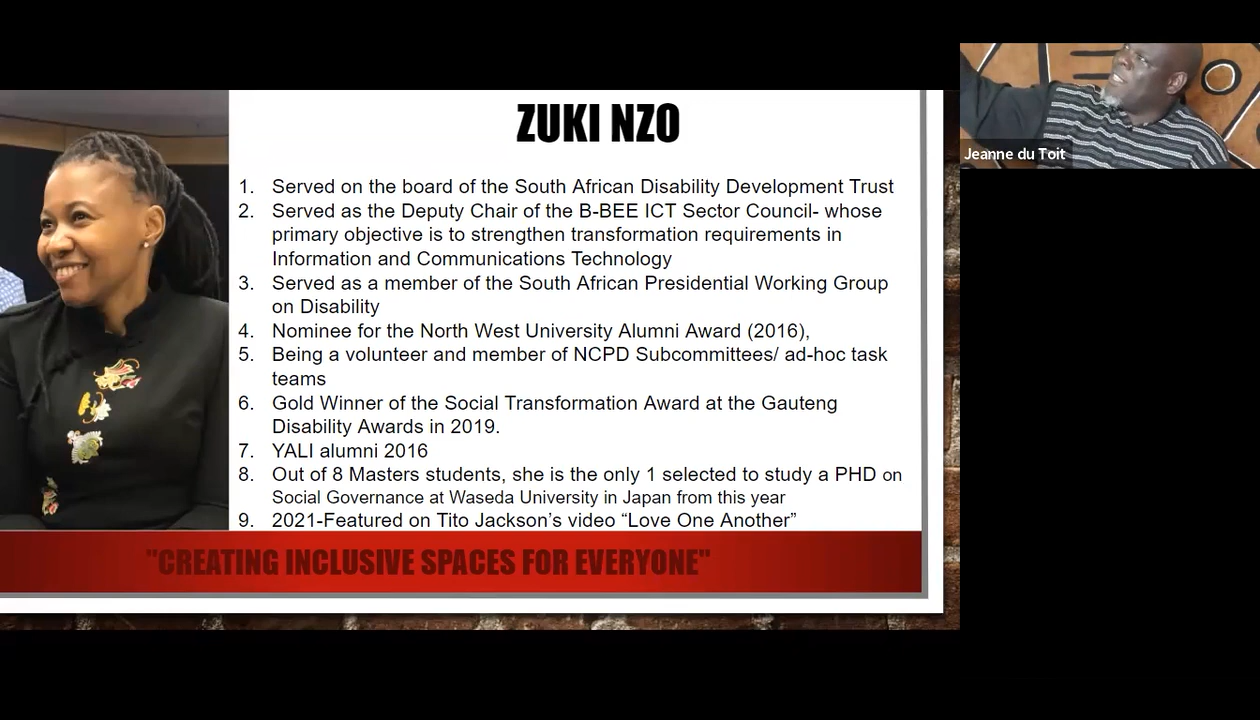 ZUKI NZO
Jeanne du Toit
1. Served on the board of the South African Disability Development Trust
2. Served as the Deputy Chair of the B-BEE ICT Sector Council- whose
primary objective is to strengthen transformation requirements in
Information and Communications Technology
3. Served as a member of the South African Presidential Working Group
on Disability
4. Nominee for the North West University Alumni Award (2016),
5. Being a volunteer and member of NCPD Subcommittees/ ad-hoc task
teams
6. Gold Winner of the Social Transformation Award at the Gauteng
Disability Awards in 2019.
7. YALI alumni 2016
8. Out of 8 Masters students, she is the only 1 selected to study a PHD on
Social Governance at Waseda University in Japan from this year
9. 2021-Featured on Tito Jackson’s video “Love One Another”
"CREATING INCLUSIVE SPACES FOR EVERYONE"